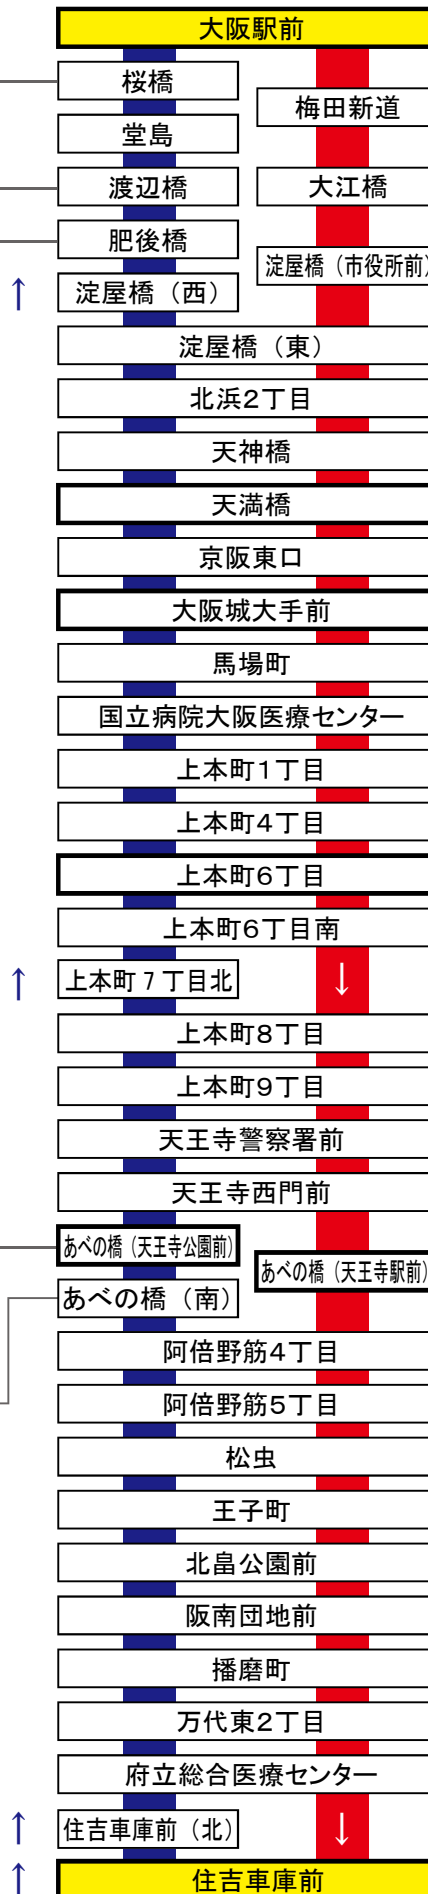 大阪駅前
桜橋
梅田新道
堂島
渡辺橋
大江橋
肥後橋
淀屋橋（市役所前）
↑
淀屋橋（西）
淀屋橋（東）
北浜2丁目
天神橋
天満橋
京阪東口
大阪城大手前
馬場町
国立病院大阪医療センター
上本町1丁目
上本町4丁目
上本町6丁目
上本町6丁目南
↑
上本町７丁目北
↓
上本町8丁目
上本町9丁目
天王寺警察署前
天王寺西門前
あべの橋（天王寺公園前）
あべの橋（天王寺駅前）
あべの橋（南）
阿倍野筋4丁目
阿倍野筋5丁目
松虫
王子町
北畠公園前
阪南団地前
播磨町
万代東2丁目
府立総合医療センター
↑
住吉車庫前（北）
↓
↑
住吉車庫前